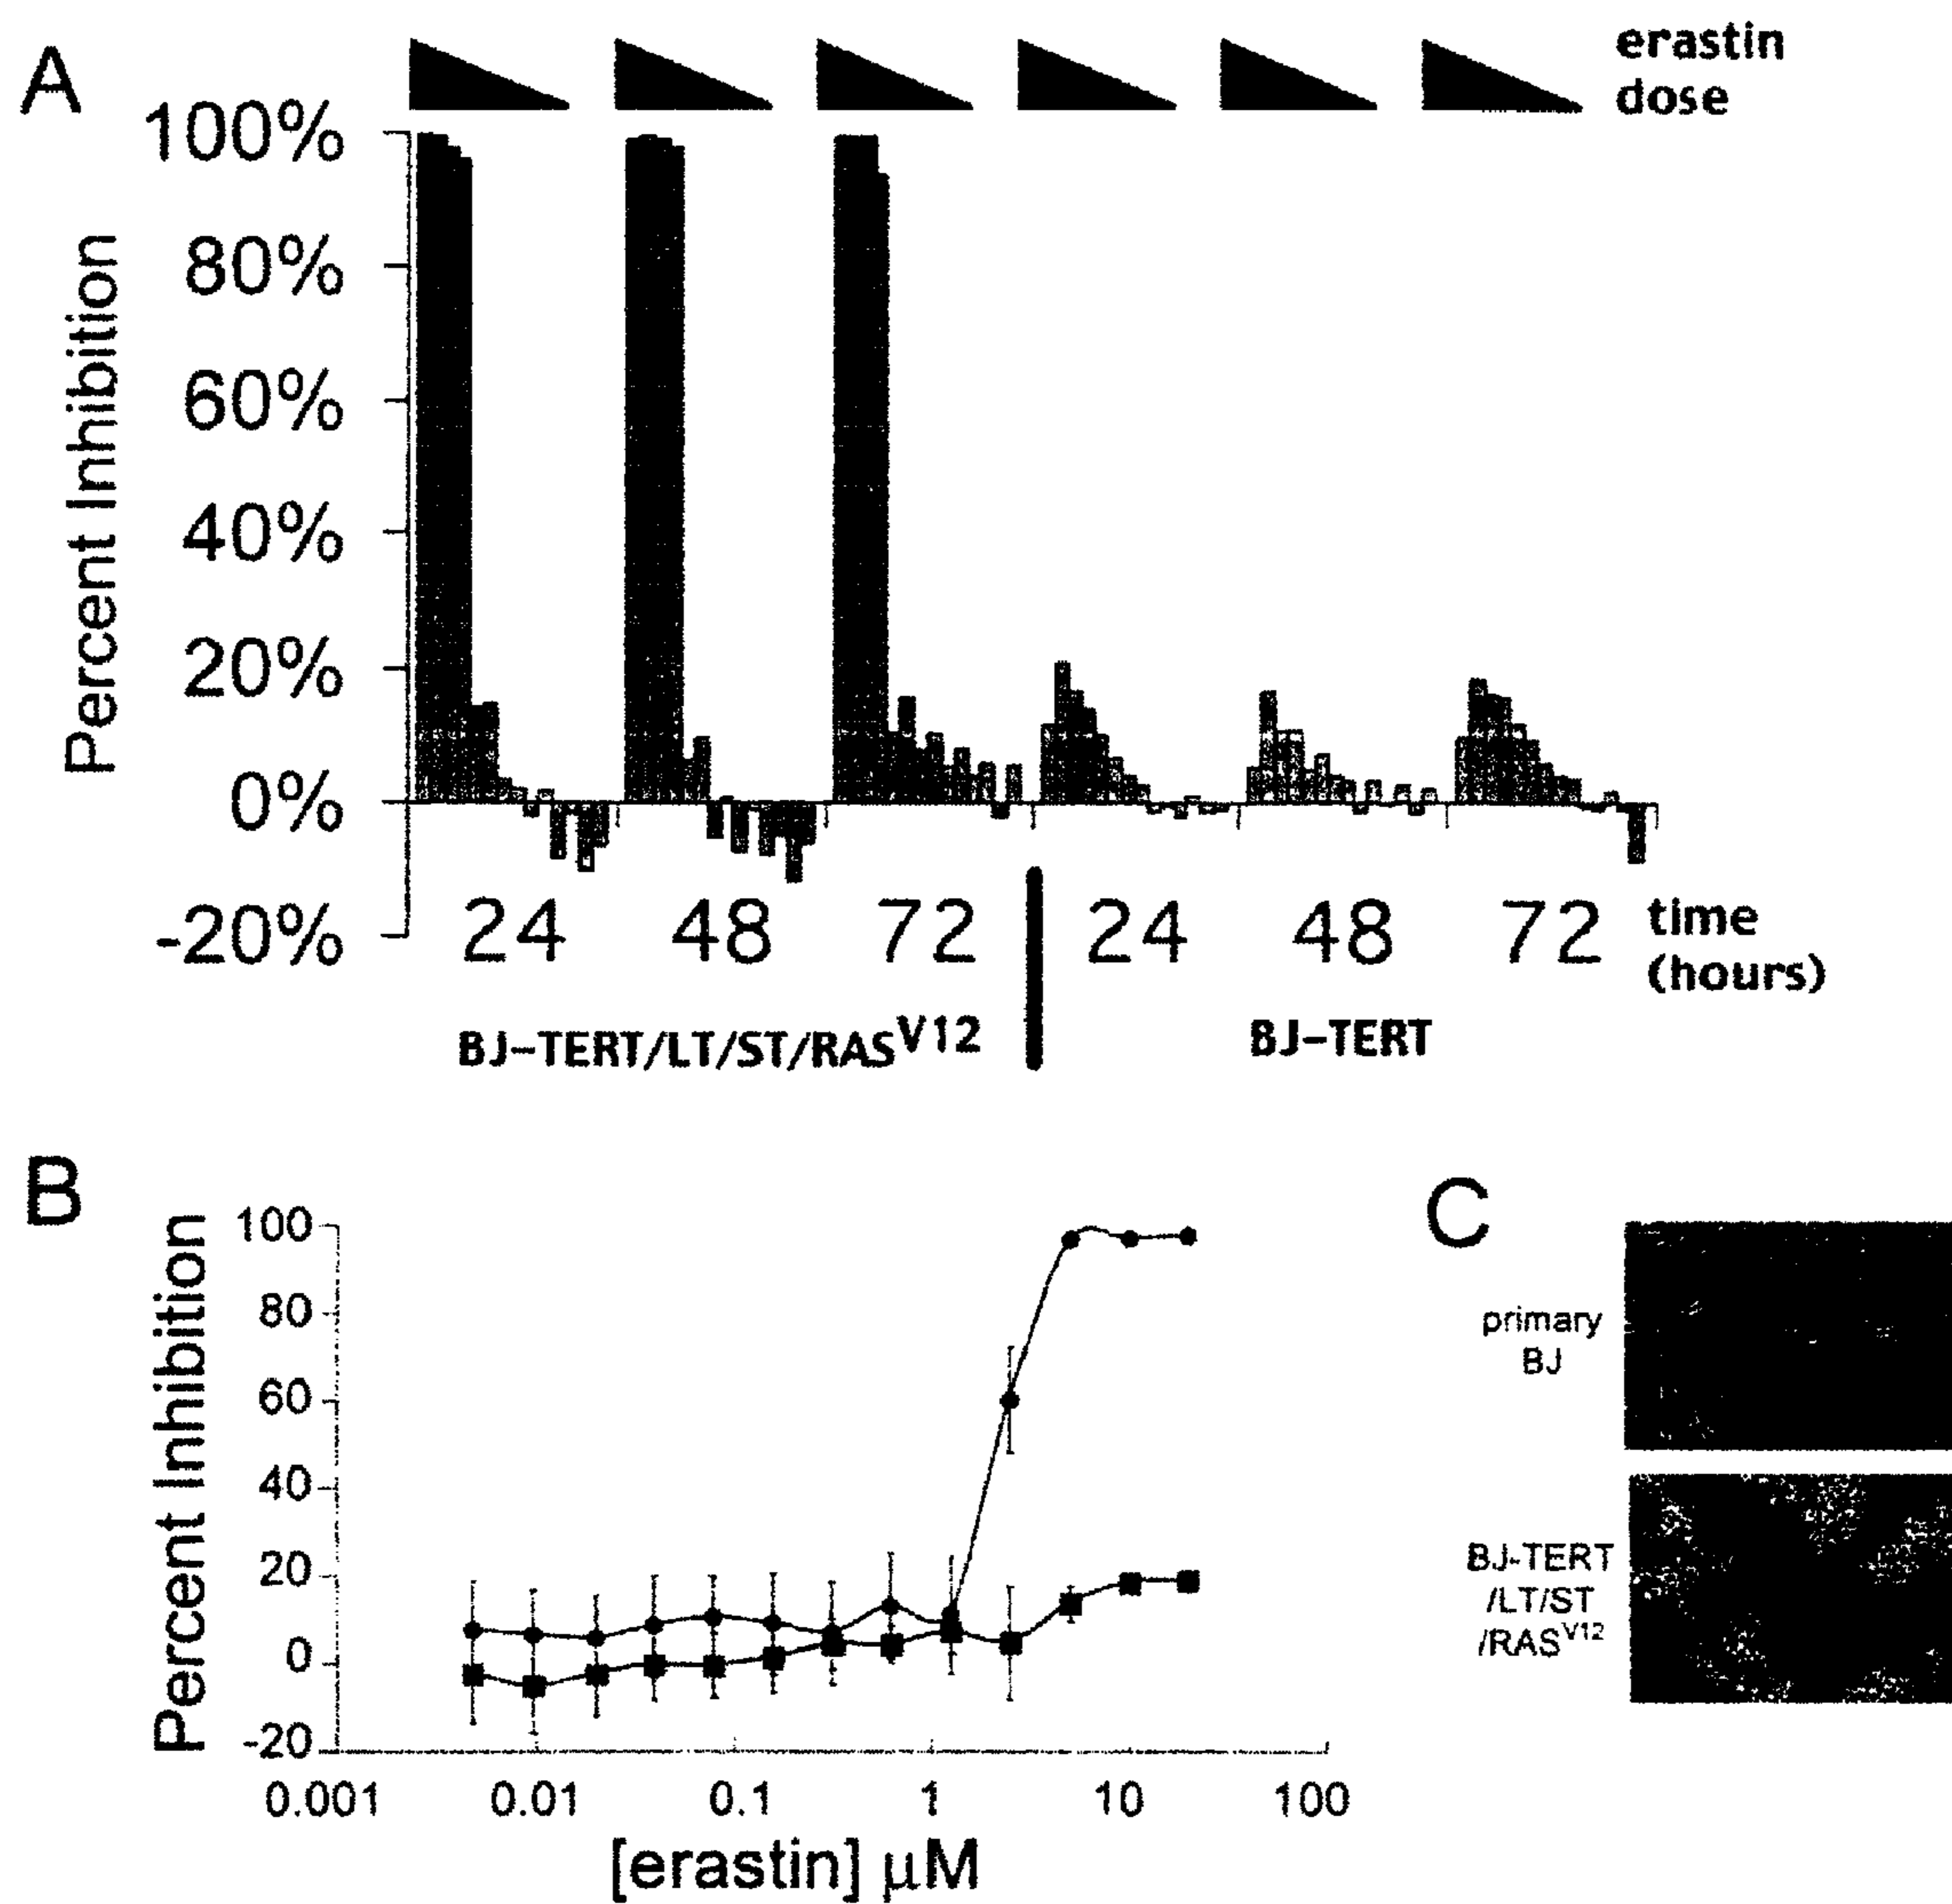 A
erastin
dose
100%
80%
60%
40%
20%
0%
-20%
Percent Inhibition
24 48 72 24 48 72
time
(hours)
BJ-TERT/LT/ST/RASV12
BJ-TERT
B
100
80
60
40
20
0
-20
Percent Inhibition
0.001 0.01 0.1 1 10 100
[erastin] µM
C
primary
BJ
BJ-TERT
/LT/ST
/RASV12